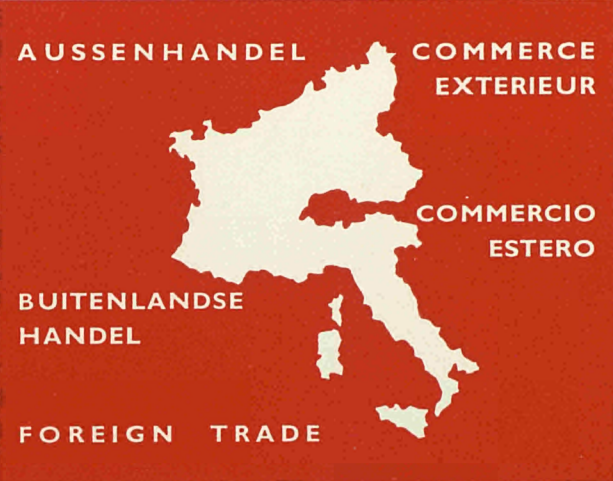 AUSSENHANDEL
COMMERCE
EXTERIEUR
COMMERCIO
ESTERO
BUITENLANDSE
HANDEL
FOREIGN TRADE